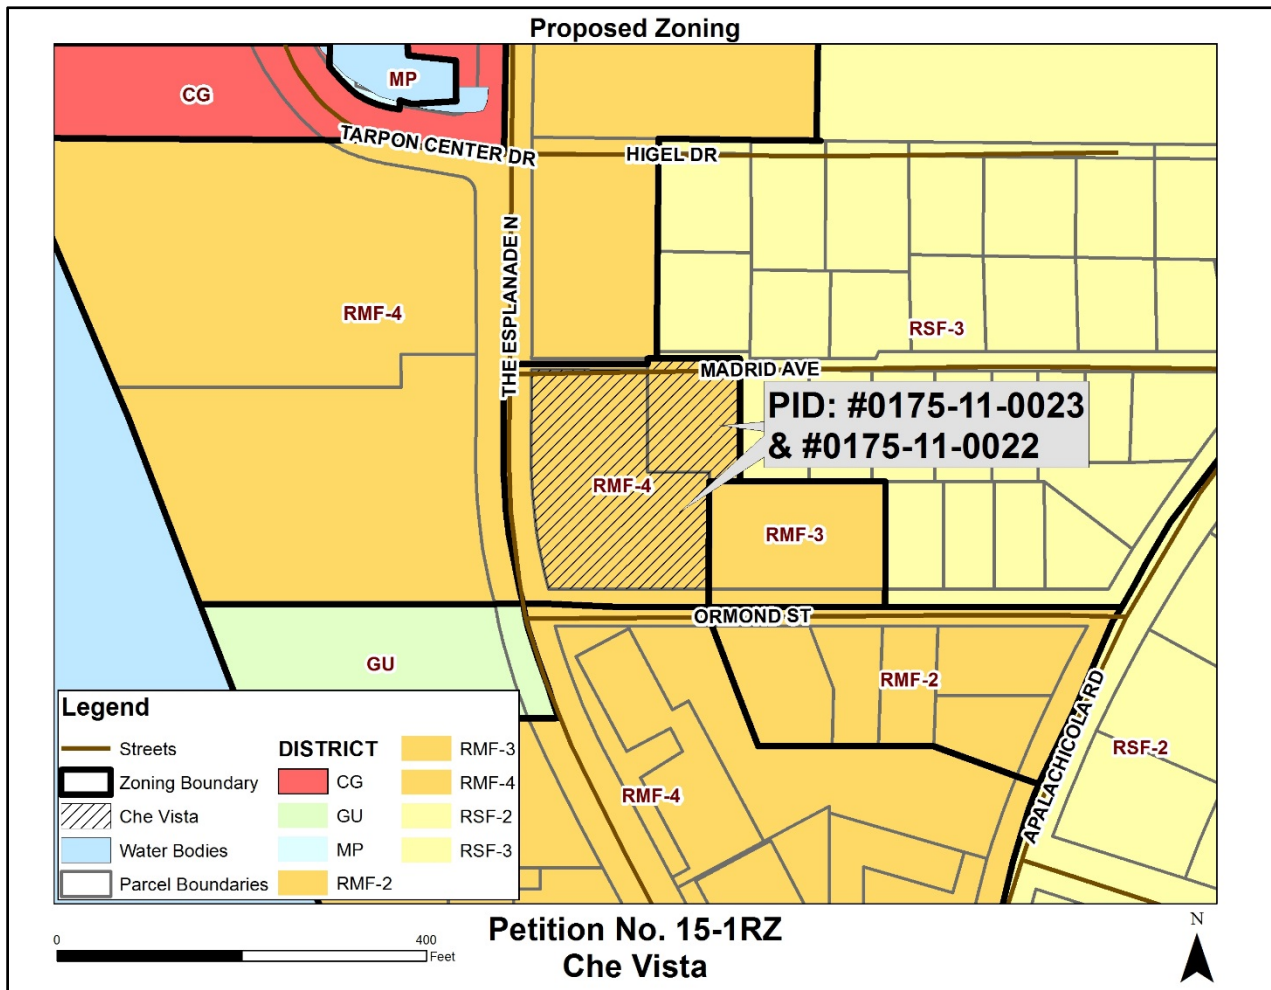 Proposed Zoning
MP
CG
TARPON CENTER DR
HIGEL DR
THE ESPLANADE N
RMF-4
RSF-3
MADRID AVE
PID: #0175-11-0023
& #0175-11-0022
RMF-4
RMF-3
ORMOND ST
GU
RMF-2
APALACHICOLA RD
RSF-2
RMF-4
Legend
Streets
Zoning Boundary
Che Vista
Water Bodies
Parcel Boundaries
DISTRICT
CG
GU
MP
RMF-2
RMF-3
RMF-4
RSF-2
RSF-3
0
400
Feet
Petition No. 15-1RZ
Che Vista
N